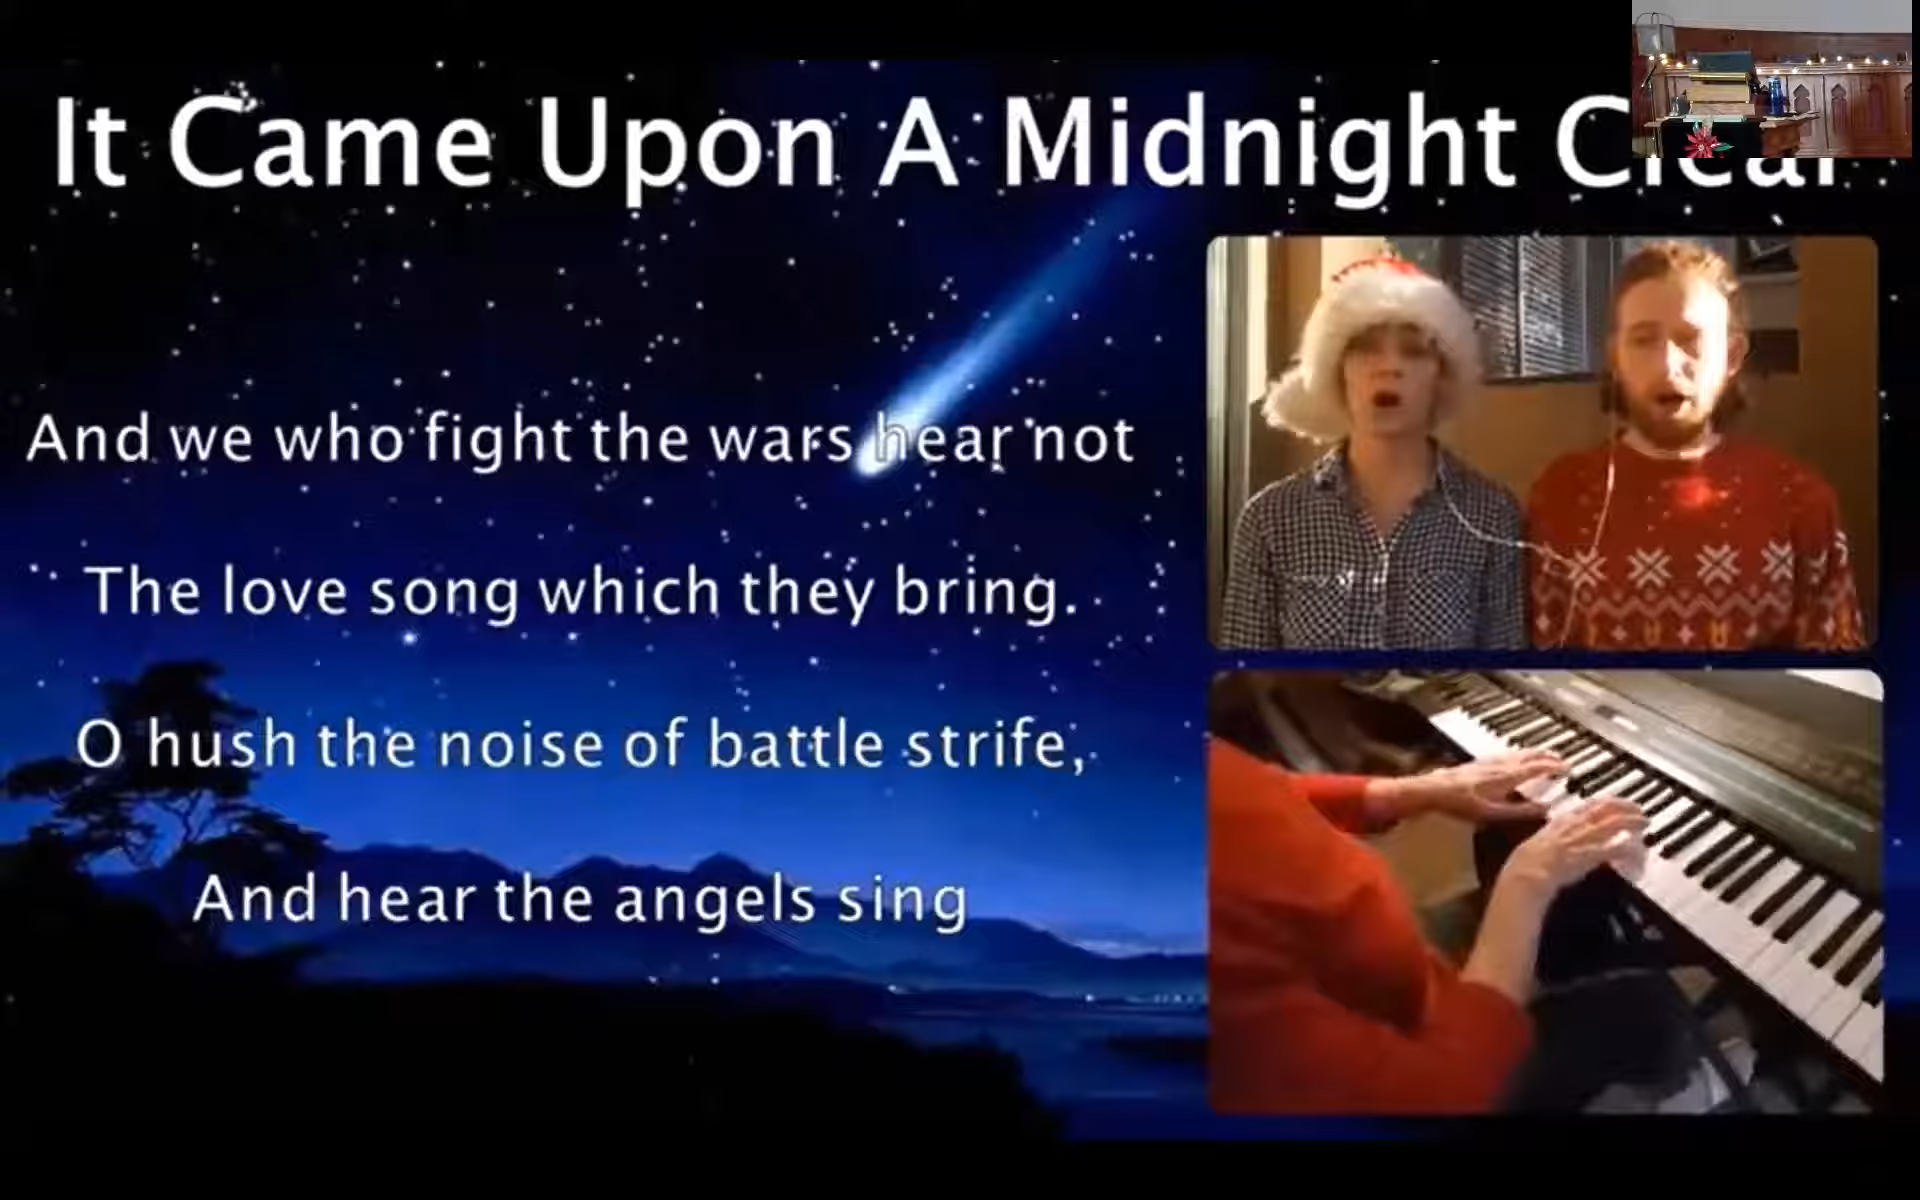 It Came Upon A Midnight Clear
And we who fight the wars hear not
The love song which they bring.
O hush the noise of battle strife,
And hear the angels sing